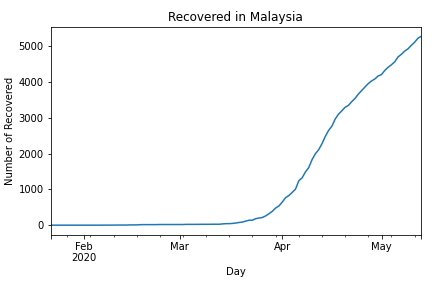 Recovered in Malaysia
Number of Recovered
5000
4000
3000
2000
1000
0
Feb
2020
Mar
Apr
May
Day